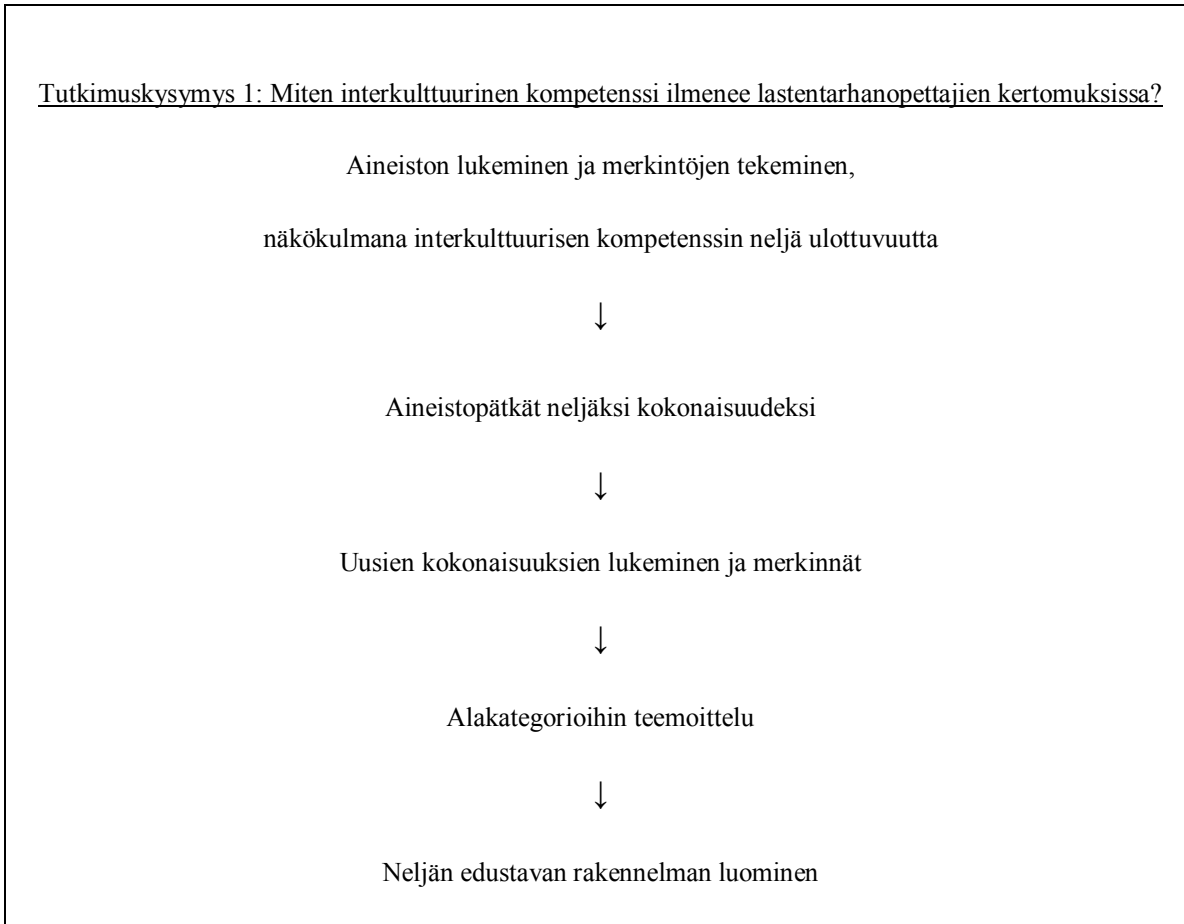 Tutkimuskysymys 1: Miten interkulttuurinen kompetenssi ilmenee lastentarhanopettajien kertomuksissa?
Aineiston lukeminen ja merkintöjen tekeminen,
näkökulmana interkulttuurisen kompetenssin neljä ulottuvuutta
↓
Aineistopätkät neljäksi kokonaisuudeksi
↓
Uusien kokonaisuuksien lukeminen ja merkinnät
↓
Alakategorioihin teemoittelu
↓
Neljän edustavan rakennelman luominen